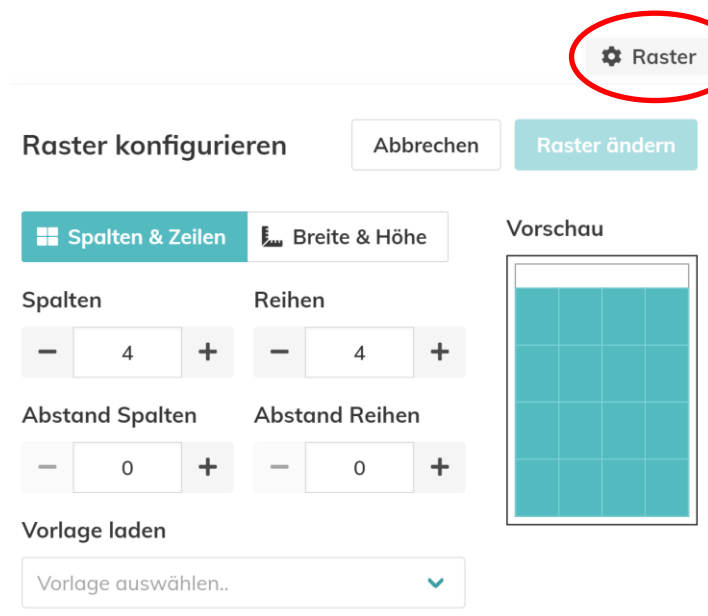 Raster
Raster konfigurieren
Abbrechen
Raster ändern
Spalten & Zeilen
Breite & Höhe
Vorschau
Spalten
Reihen
4
4
Abstand Spalten
Abstand Reihen
0
0
Vorlage laden
Vorlage auswählen..